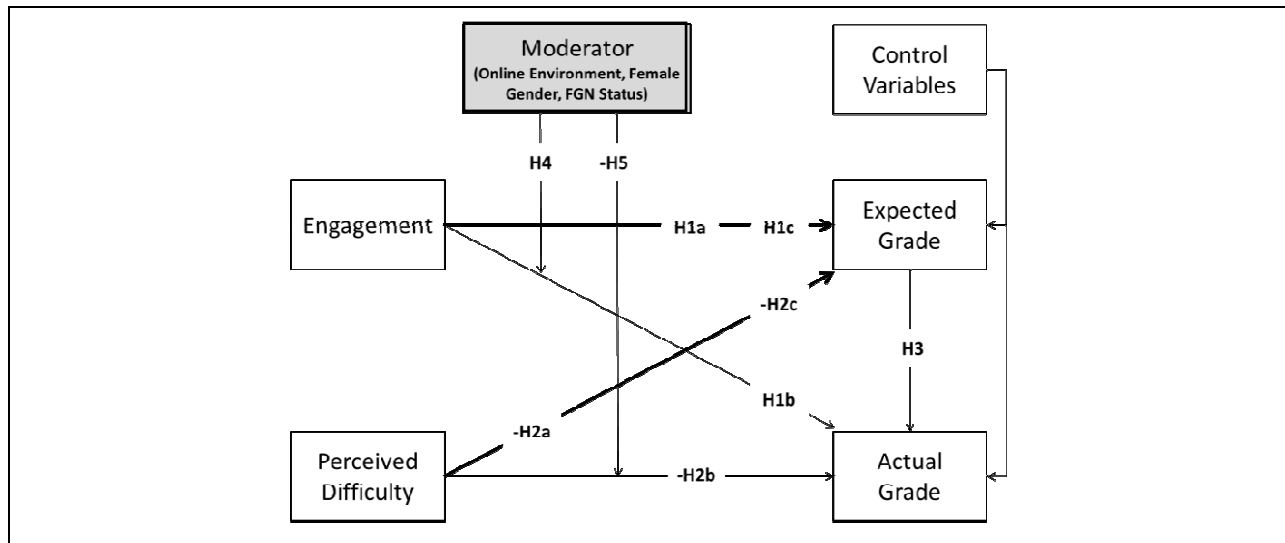 Moderator
(Online Environment, Female
Gender, FGN Status)
Control
Variables
H4
-H5
Engagement
H1a
H1c
Expected
Grade
-H2c
H3
H1b
-H2a
Perceived
Difficulty
-H2b
Actual
Grade